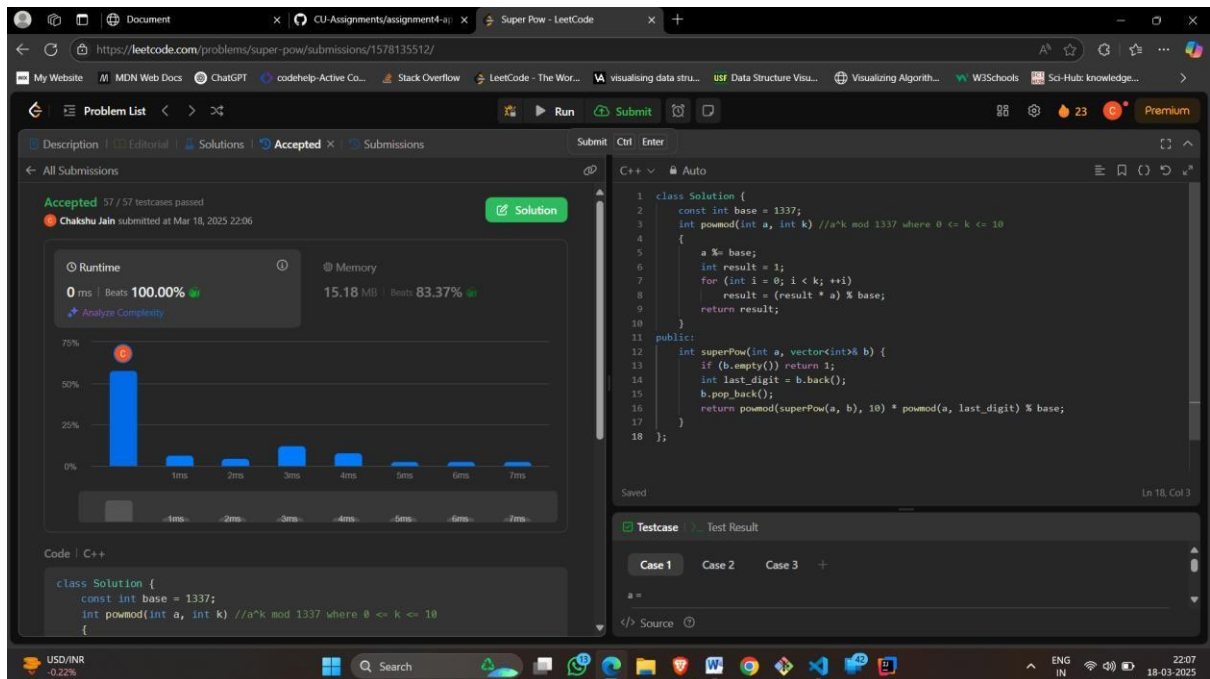 Document
CU-Assignments/assignment4-ap
Super Pow - LeetCode
https://leetcode.com/problems/super-pow/submissions/1578135512/
My Website
MDN Web Docs
ChatGPT
codehelp-Active Co...
Stack Overflow
LeetCode - The Wor...
visualising data stru...
USF Data Structure Visu...
Visualizing Algorith...
W3Schools
Sci-Hub: knowledge...
Problem List
Run
Submit
23
Premium
Description
Editorial
Solutions
Accepted
Submissions
Submit Ctrl Enter
All Submissions
Accepted 57 / 57 testcases passed
Chakshu Jain submitted at Mar 18, 2025 22:06
Solution
Runtime
0 ms Beats 100.00%
Analyze Complexity
Memory
15.18 MB Beats 83.37%
75%
50%
25%
0%
C
1ms 2ms 3ms 4ms 5ms 6ms 7ms
1ms 2ms 3ms 4ms 5ms 6ms 7ms
Code C++
class Solution {
const int base = 1337;
int powmod(int a, int k) //a^k mod 1337 where 0 <= k <= 10
{
C++ Auto
1 class Solution {
2 const int base = 1337;
3 int powmod(int a, int k) //a^k mod 1337 where 0 <= k <= 10
4 {
5 a %= base;
6 int result = 1;
7 for (int i = 0; i < k; ++i)
8 result = (result * a) % base;
9 return result;
10 }
11 public:
12 int superPow(int a, vector<int>& b) {
13 if (b.empty()) return 1;
14 int last_digit = b.back();
15 b.pop_back();
16 return powmod(superPow(a, b), 10) * powmod(a, last_digit) % base;
17 }
18 };
Saved
Ln 18, Col 3
Testcase
Test Result
Case 1
Case 2
Case 3
a =
</> Source
USD/INR
-0.22%
Search
13
42
ENG
IN
22:07
18-03-2025